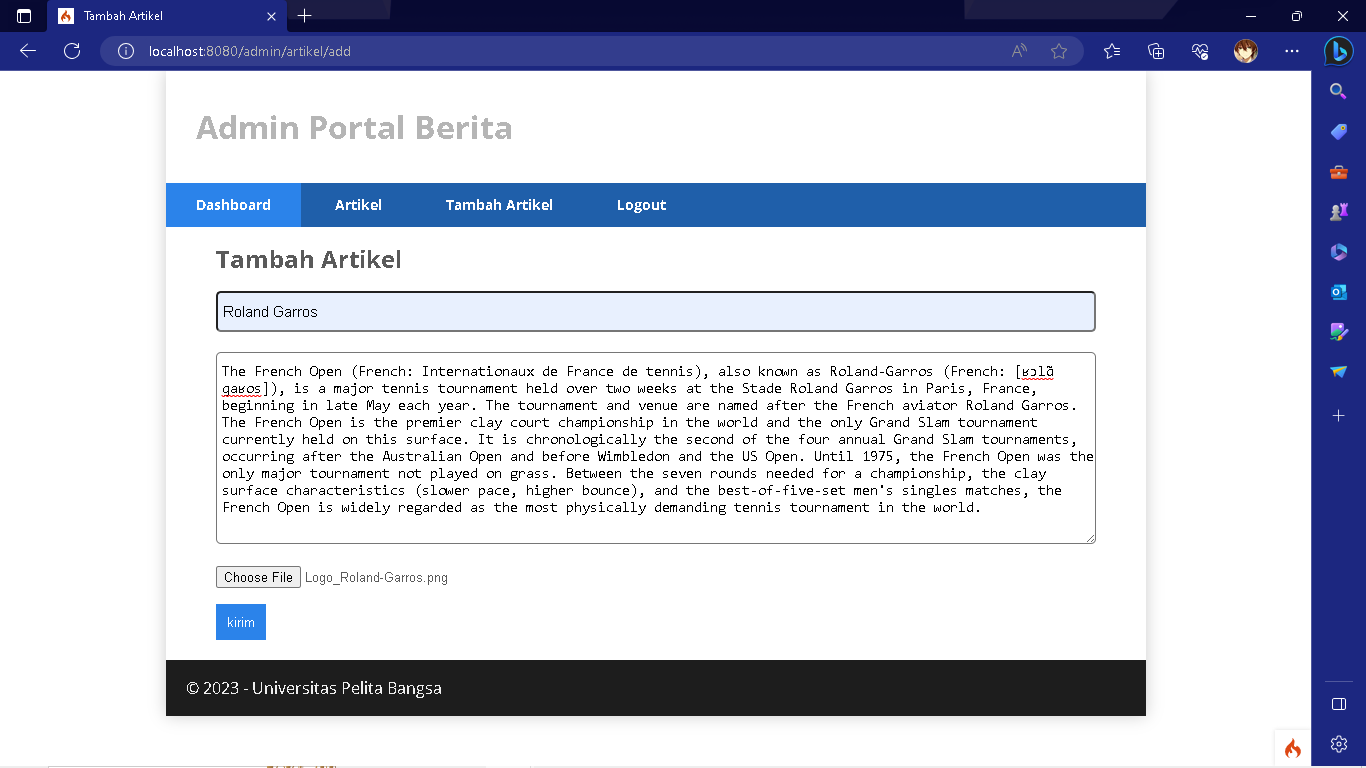 Tambah Artikel
localhost:8080/admin/artikel/add
Admin Portal Berita
Dashboard Artikel Tambah Artikel Logout
Tambah Artikel
Roland Garros
The French Open (French: Internationaux de France de tennis), also known as Roland-Garros (French: [ʁɔlɑ̃
ɡaʁos]), is a major tennis tournament held over two weeks at the Stade Roland Garros in Paris, France,
beginning in late May each year. The tournament and venue are named after the French aviator Roland Garros.
The French Open is the premier clay court championship in the world and the only Grand Slam tournament
currently held on this surface. It is chronologically the second of the four annual Grand Slam tournaments,
occurring after the Australian Open and before Wimbledon and the US Open. Until 1975, the French Open was the
only major tournament not played on grass. Between the seven rounds needed for a championship, the clay
surface characteristics (slower pace, higher bounce), and the best-of-five-set men's singles matches, the
French Open is widely regarded as the most physically demanding tennis tournament in the world.
Choose File Logo_Roland-Garros.png
kirim
© 2023 - Universitas Pelita Bangsa